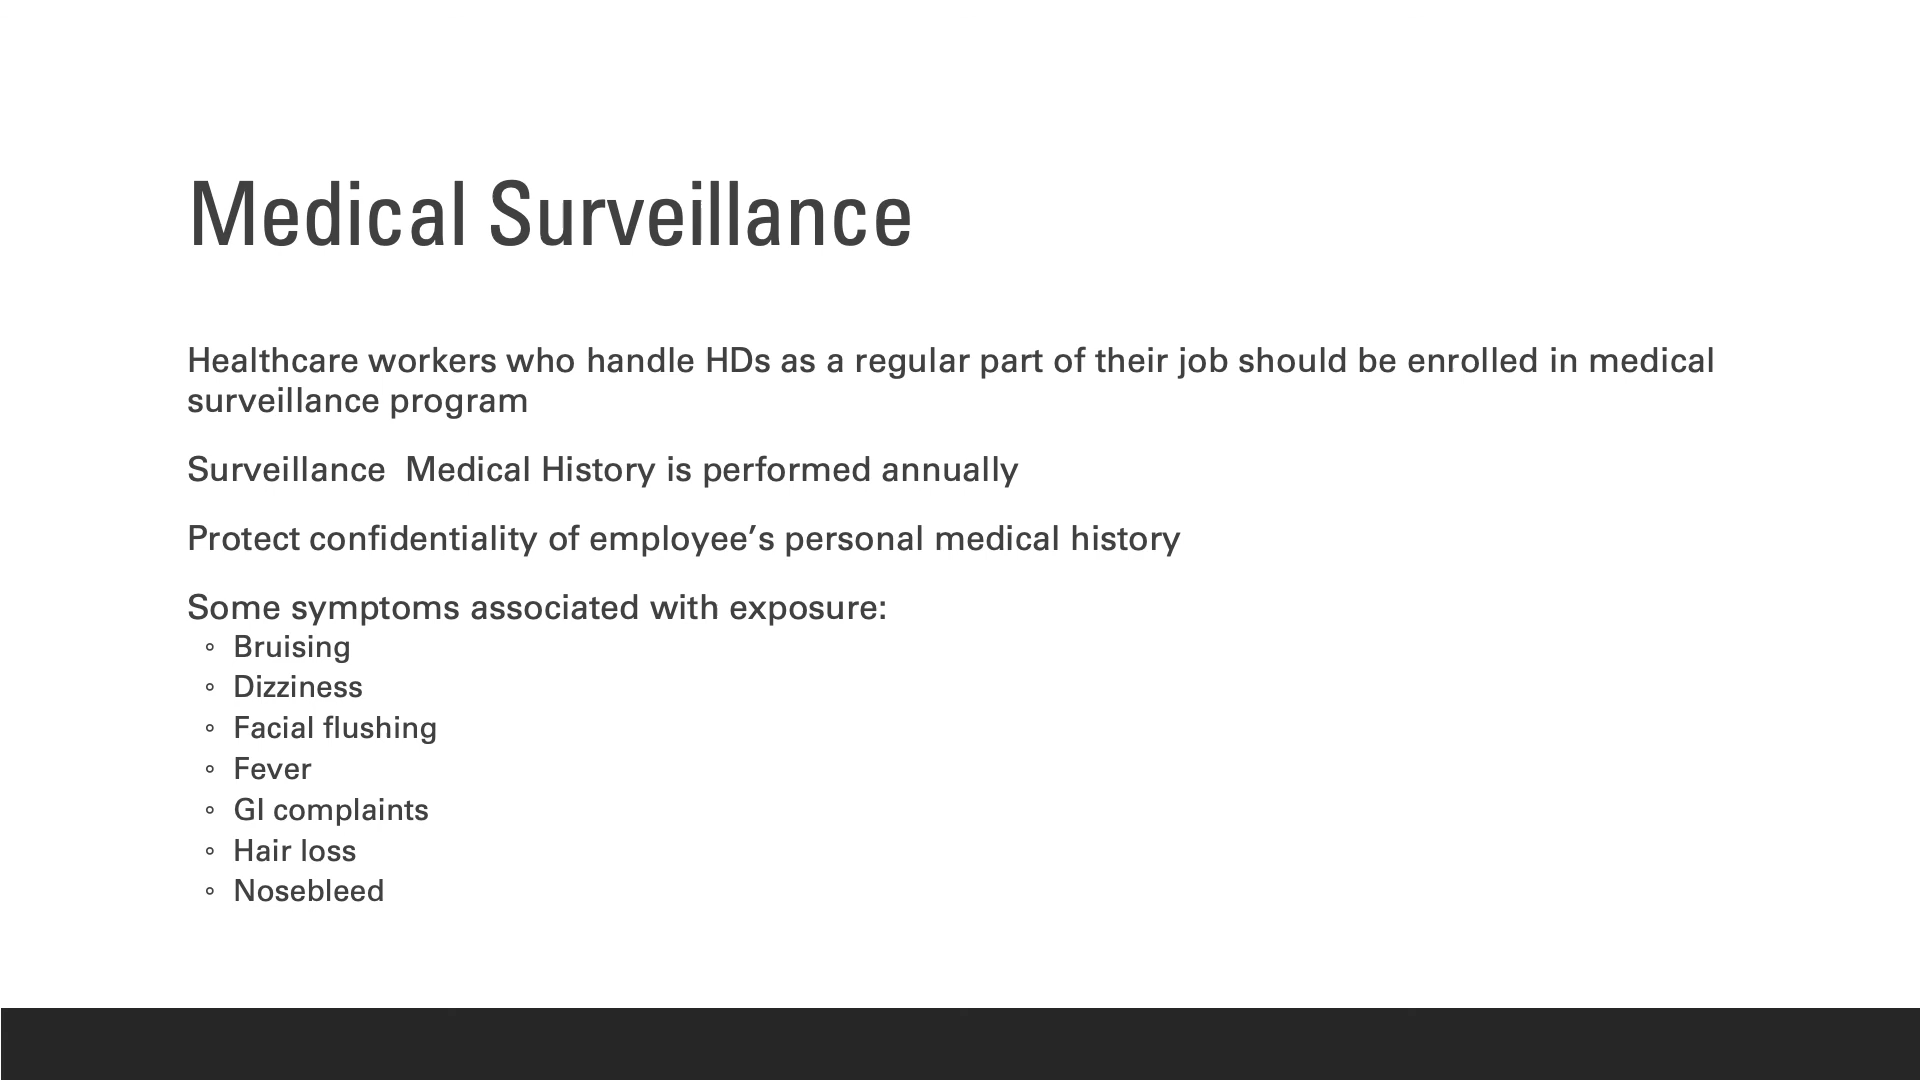 Medical Surveillance
Healthcare workers who handle HDs as a regular part of their job should be enrolled in medical
surveillance program
Surveillance  Medical History is performed annually
Protect confidentiality of employee’s personal medical history
Some symptoms associated with exposure:
◦ Bruising
◦ Dizziness
◦ Facial flushing
◦ Fever
◦ GI complaints
◦ Hair loss
◦ Nosebleed